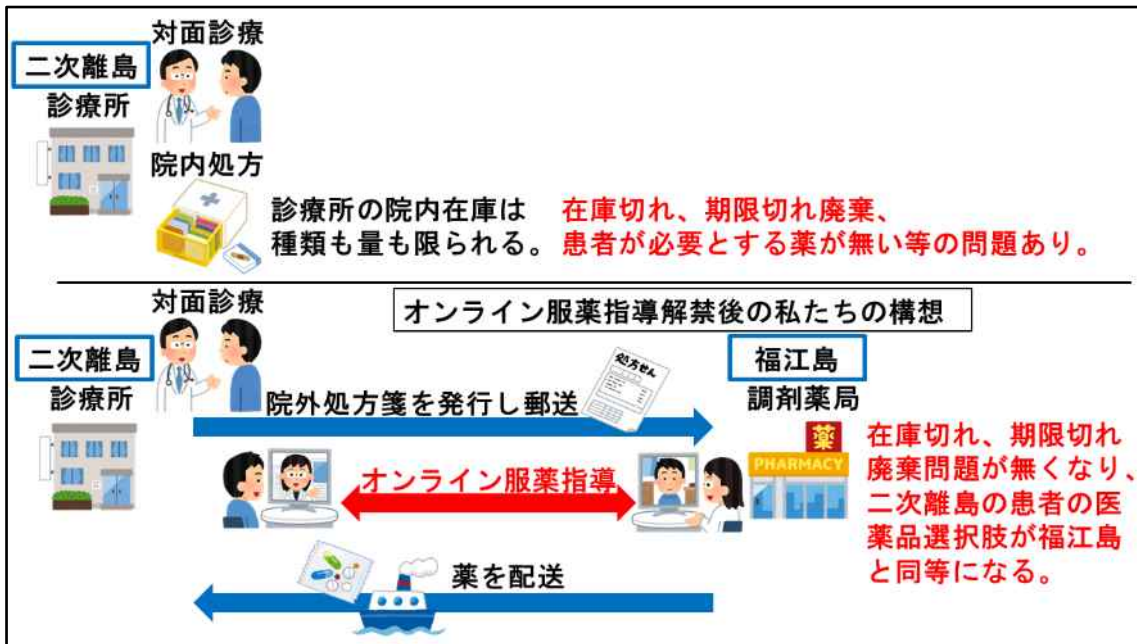 対面診療
二次離島
診療所
院内処方
診療所の院内在庫は
種類も量も限られる。
在庫切れ、期限切れ廃棄、
患者が必要とする薬が無い等の問題あり。
対面診療
オンライン服薬指導解禁後の私たちの構想
二次離島
診療所
処方せん
福江島
調剤薬局
院外処方箋を発行し郵送
薬
PHARMACY
オンライン服薬指導
在庫切れ、期限切れ
廃棄問題が無くなり、
二次離島の患者の医
薬品選択肢が福江島
と同等になる。
薬を配送